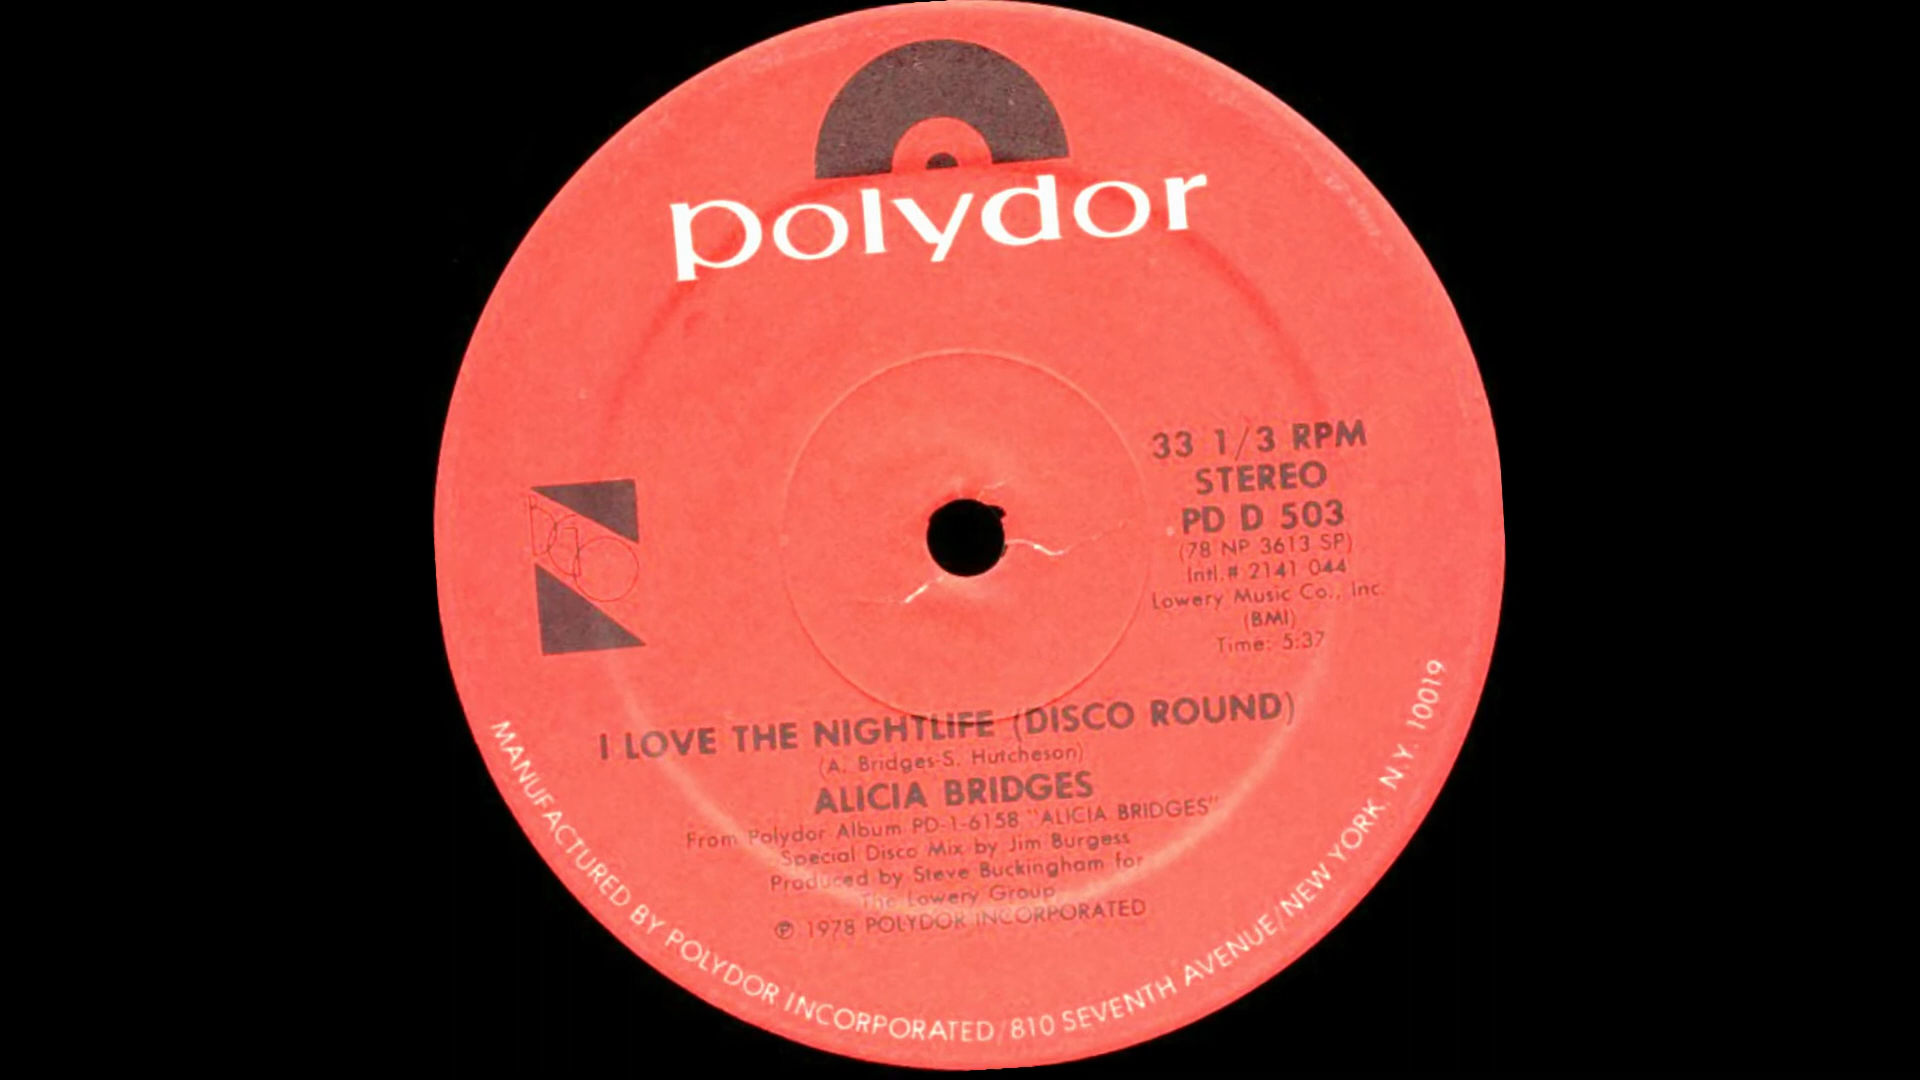 polydor
33 1/3 RPM
STEREO
PD D 503
(78 NP 3613 SP)
Intl.# 2141 044
Lowery Music Co., Inc.
(BMI)
Time: 5:37
I LOVE THE NIGHTLIFE (DISCO ROUND)
(A. Bridges-S. Hutcheson)
ALICIA BRIDGES
From Polydor Album PD-1-6158 "ALICIA BRIDGES"
Special Disco Mix by Jim Burgess
Produced by Steve Buckingham for
The Lowery Group
℗ 1978 POLYDOR INCORPORATED
MANUFACTURED BY POLYDOR INCORPORATED/810 SEVENTH AVENUE/NEW YORK, N.Y. 10019